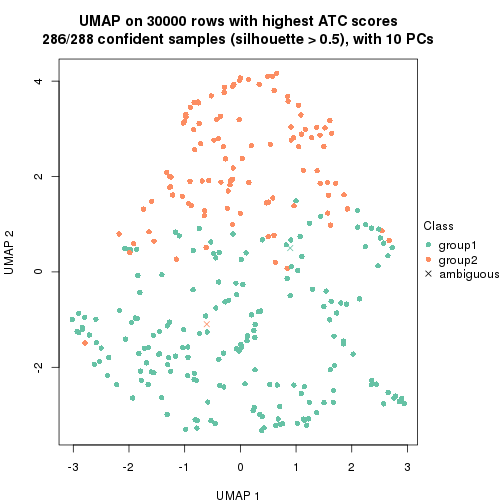 UMAP on 30000 rows with highest ATC scores
286/288 confident samples (silhouette > 0.5), with 10 PCs
4
2
0
-2
UMAP 2
-3
-2
-1
0
1
2
3
UMAP 1
Class
group1
group2
ambiguous